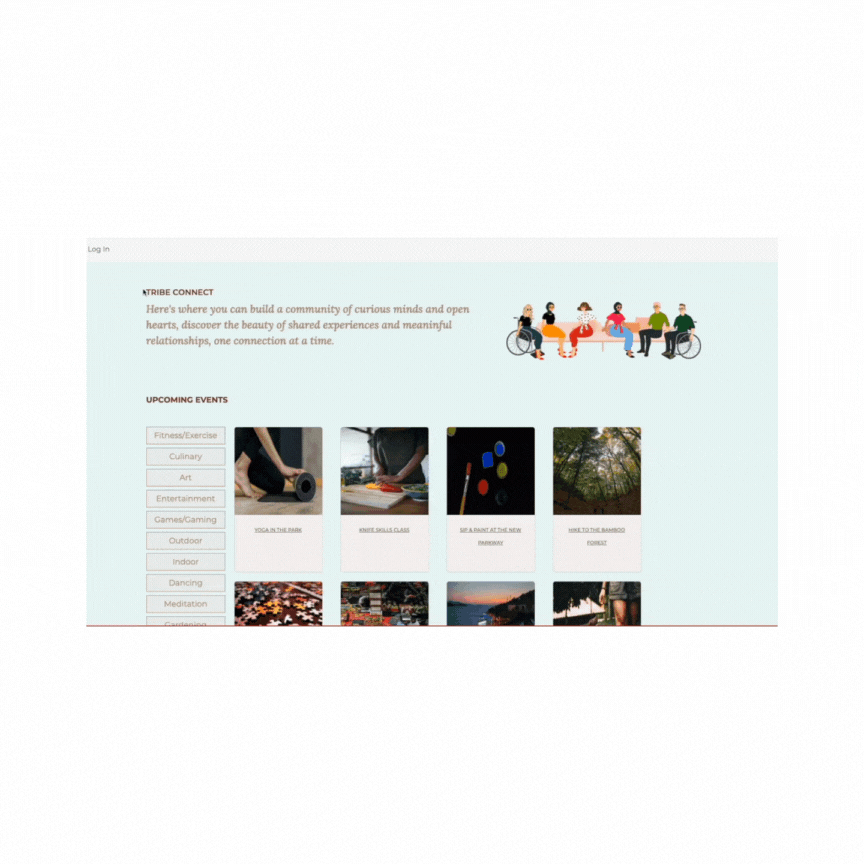 Log In
TRIBE CONNECT
Here's where you can build a community of curious minds and open
hearts, discover the beauty of shared experiences and meaninful
relationships, one connection at a time.
UPCOMING EVENTS
Fitness/Exercise
Culinary
Art
Entertainment
Games/Gaming
Outdoor
Indoor
Dancing
Meditation
Gardening
YOGA IN THE PARK
KNIFE SKILLS CLASS
SIP & PAINT AT THE NEW
PARKWAY
HIKE TO THE BAMBOO
FOREST